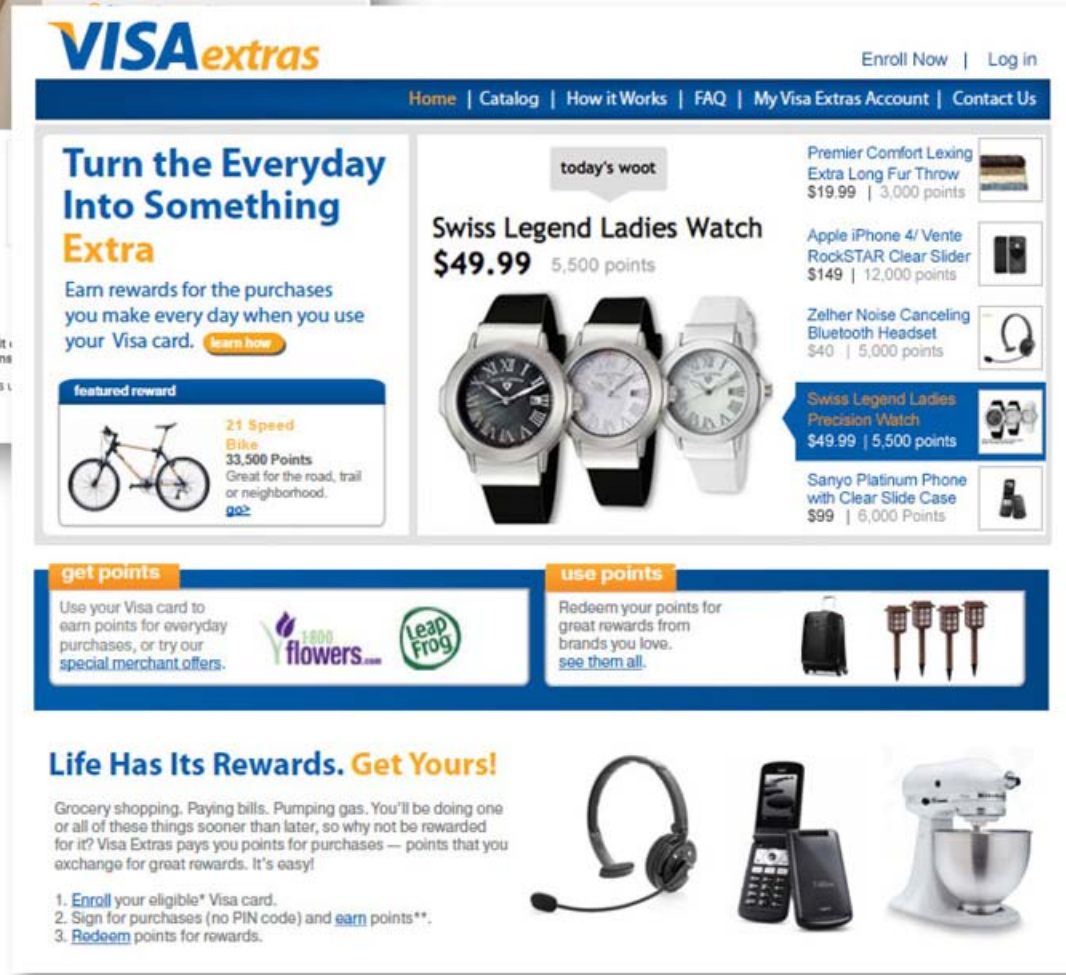 VISA extras
Enroll Now | Log in
Home | Catalog | How it Works | FAQ | My Visa Extras Account | Contact Us
Turn the Everyday
Into Something
Extra
Earn rewards for the purchases
you make every day when you use
your Visa card. learn how
featured reward
21 Speed
Bike
33,500 Points
Great for the road, trail
or neighborhood.
go>
today's woot
Swiss Legend Ladies Watch
$49.99 5,500 points
Premier Comfort Lexing
Extra Long Fur Throw
$19.99 | 3,000 points
Apple iPhone 4/ Vente
RockSTAR Clear Slider
$149 | 12,000 points
Zelher Noise Canceling
Bluetooth Headset
$40 | 5,000 points
Swiss Legend Ladies
Precision Watch
$49.99 | 5,500 points
Sanyo Platinum Phone
with Clear Slide Case
$99 | 6,000 Points
get points
Use your Visa card to
earn points for everyday
purchases, or try our
special merchant offers.
1-800
flowers.com
Leap
Frog
use points
Redeem your points for
great rewards from
brands you love.
see them all.
Life Has Its Rewards. Get Yours!
Grocery shopping. Paying bills. Pumping gas. You'll be doing one
or all of these things sooner than later, so why not be rewarded
for it? Visa Extras pays you points for purchases — points that you
exchange for great rewards. It's easy!
1. Enroll your eligible* Visa card.
2. Sign for purchases (no PIN code) and earn points**.
3. Redeem points for rewards.